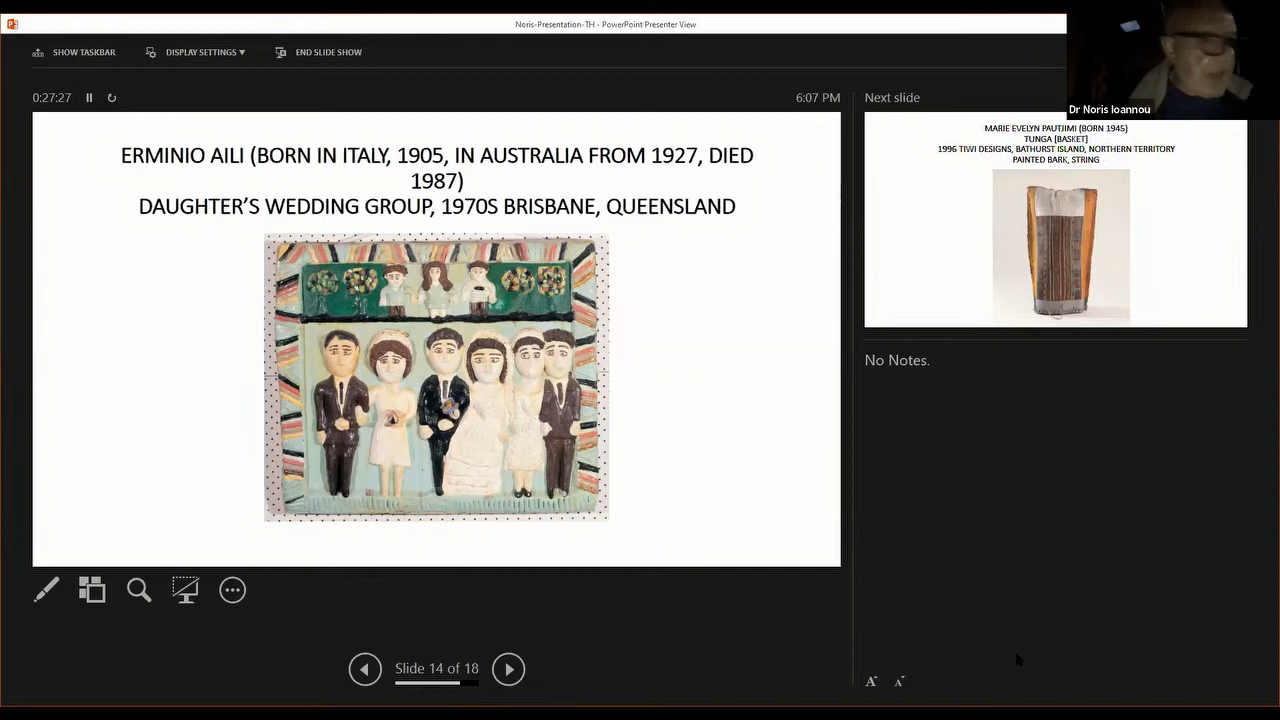 Noris-Presentation-TH - PowerPoint Presenter View
SHOW TASKBAR
DISPLAY SETTINGS ▼
END SLIDE SHOW
Dr Noris Ioannou
0:27:27
6:07 PM
Next slide
ERMINIO AILI (BORN IN ITALY, 1905, IN AUSTRALIA FROM 1927, DIED
1987)
DAUGHTER'S WEDDING GROUP, 1970S BRISBANE, QUEENSLAND
MARIE EVELYN PAUTJIMI (BORN 1945)
TUNGA [BASKET]
1996 TIWI DESIGNS, BATHURST ISLAND, NORTHERN TERRITORY
PAINTED BARK, STRING
No Notes.
Slide 14 of 18
A A